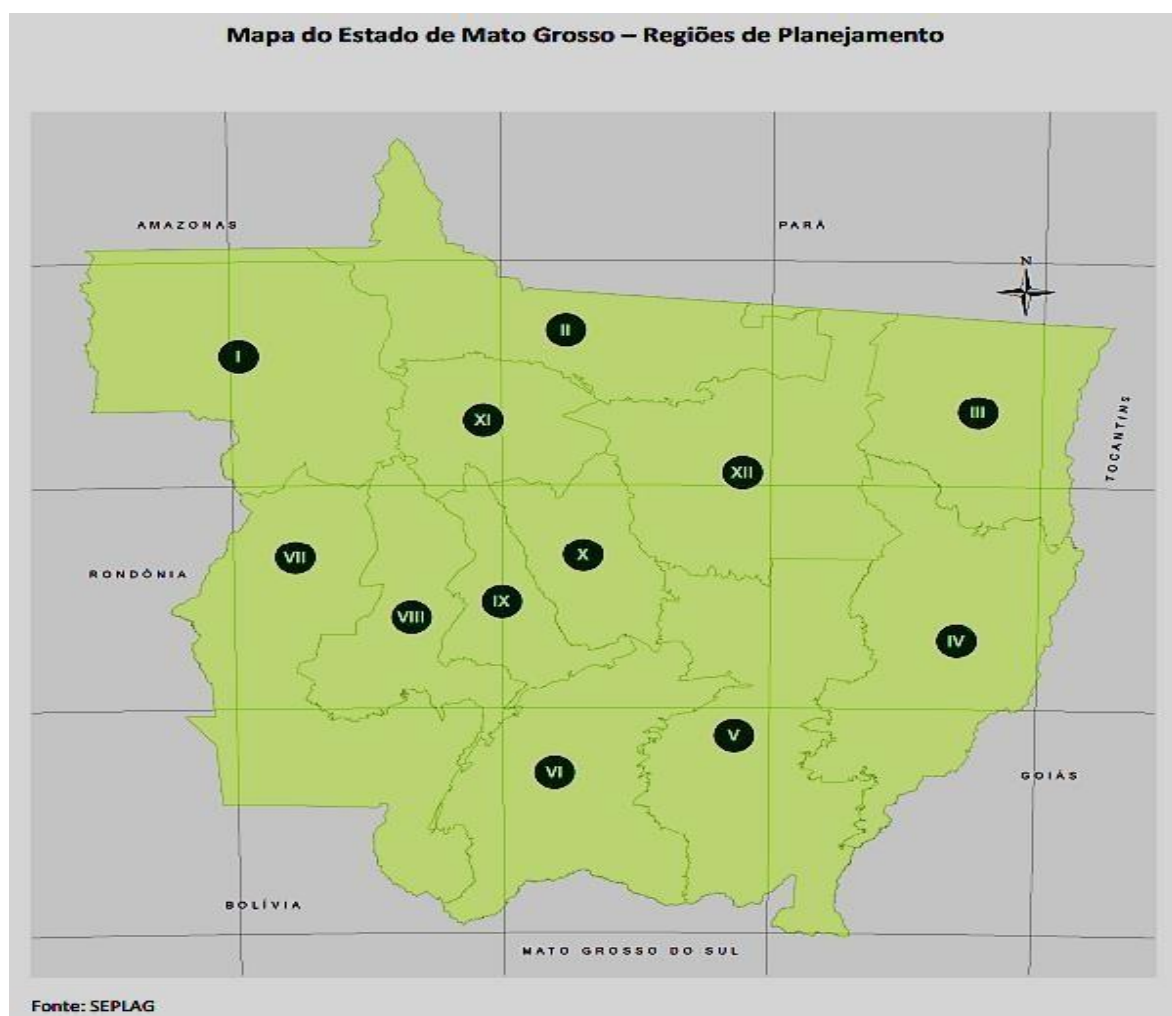 Mapa do Estado de Mato Grosso – Regiões de Planejamento
AMAZONAS
PARÁ
N
II
I
III
XI
TOCANTINS
XII
X
VII
RONDÔNIA
IX
VIII
IV
V
VI
GOIÁS
BOLÍVIA
MATO GROSSO DO SUL
Fonte: SEPLAG